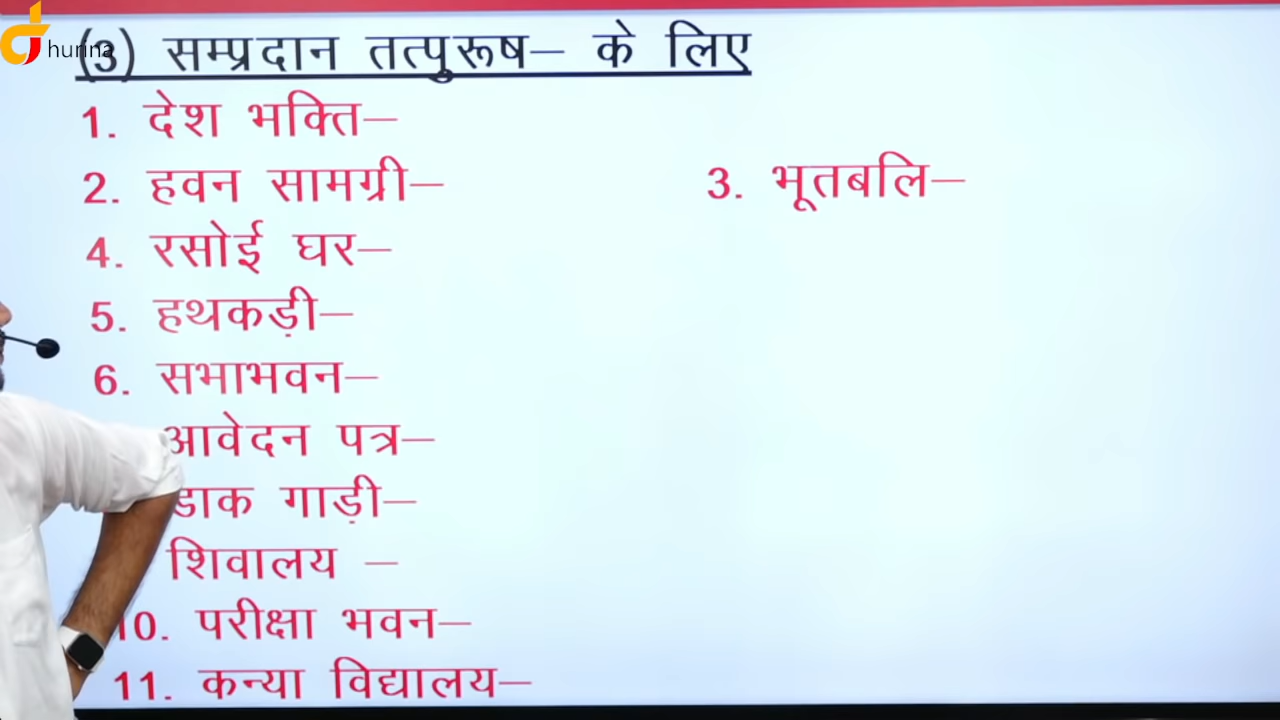 hurina
(3) सम्प्रदान तत्पुरूष– के लिए
1. देश भक्ति–
2. हवन सामग्री– 3. भूतबलि–
4. रसोई घर–
5. हथकड़ी–
6. सभाभवन–
आवेदन पत्र–
डाक गाड़ी–
शिवालय –
10. परीक्षा भवन–
11. कन्या विद्यालय–